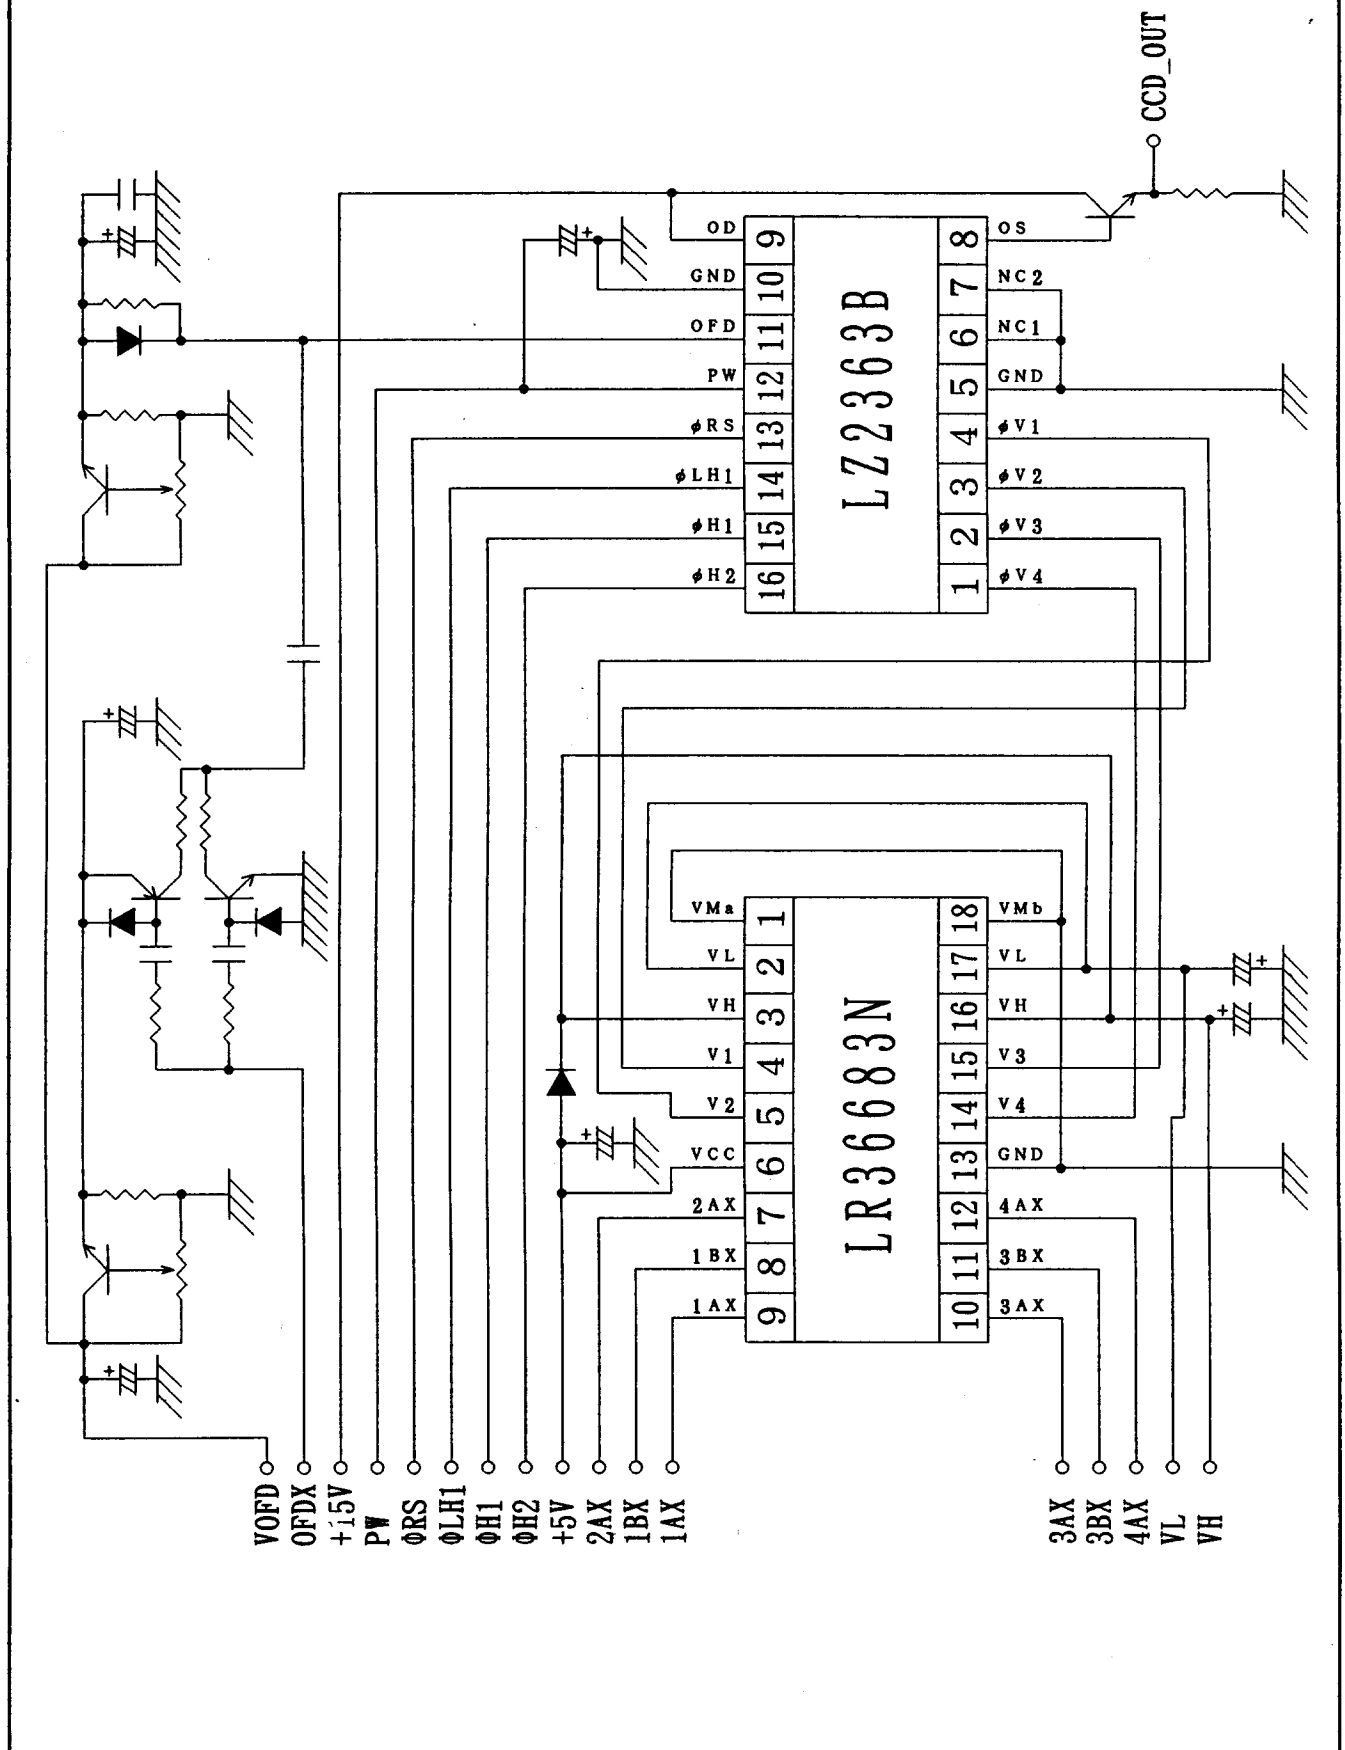 CCD_OUT
OD
GND
OFD
PW
φRS
φLH1
φH1
φH2
9
10
11
12
13
14
15
16
LZ2363B
8
7
6
5
4
3
2
1
OS
NC2
NC1
GND
φV1
φV2
φV3
φV4
+
+
+
+
VMa
VL
VH
V1
V2
VCC
2AX
1BX
1AX
1
2
3
4
5
6
7
8
9
LR36683N
18
17
16
15
14
13
12
11
10
VMb
VL
VH
V3
V4
GND
4AX
3BX
3AX
+
+
+
+
VOFD
OFDX
+15V
PW
ΦRS
ΦLH1
ΦH1
ΦH2
+5V
2AX
1BX
1AX
3AX
3BX
4AX
VL
VH